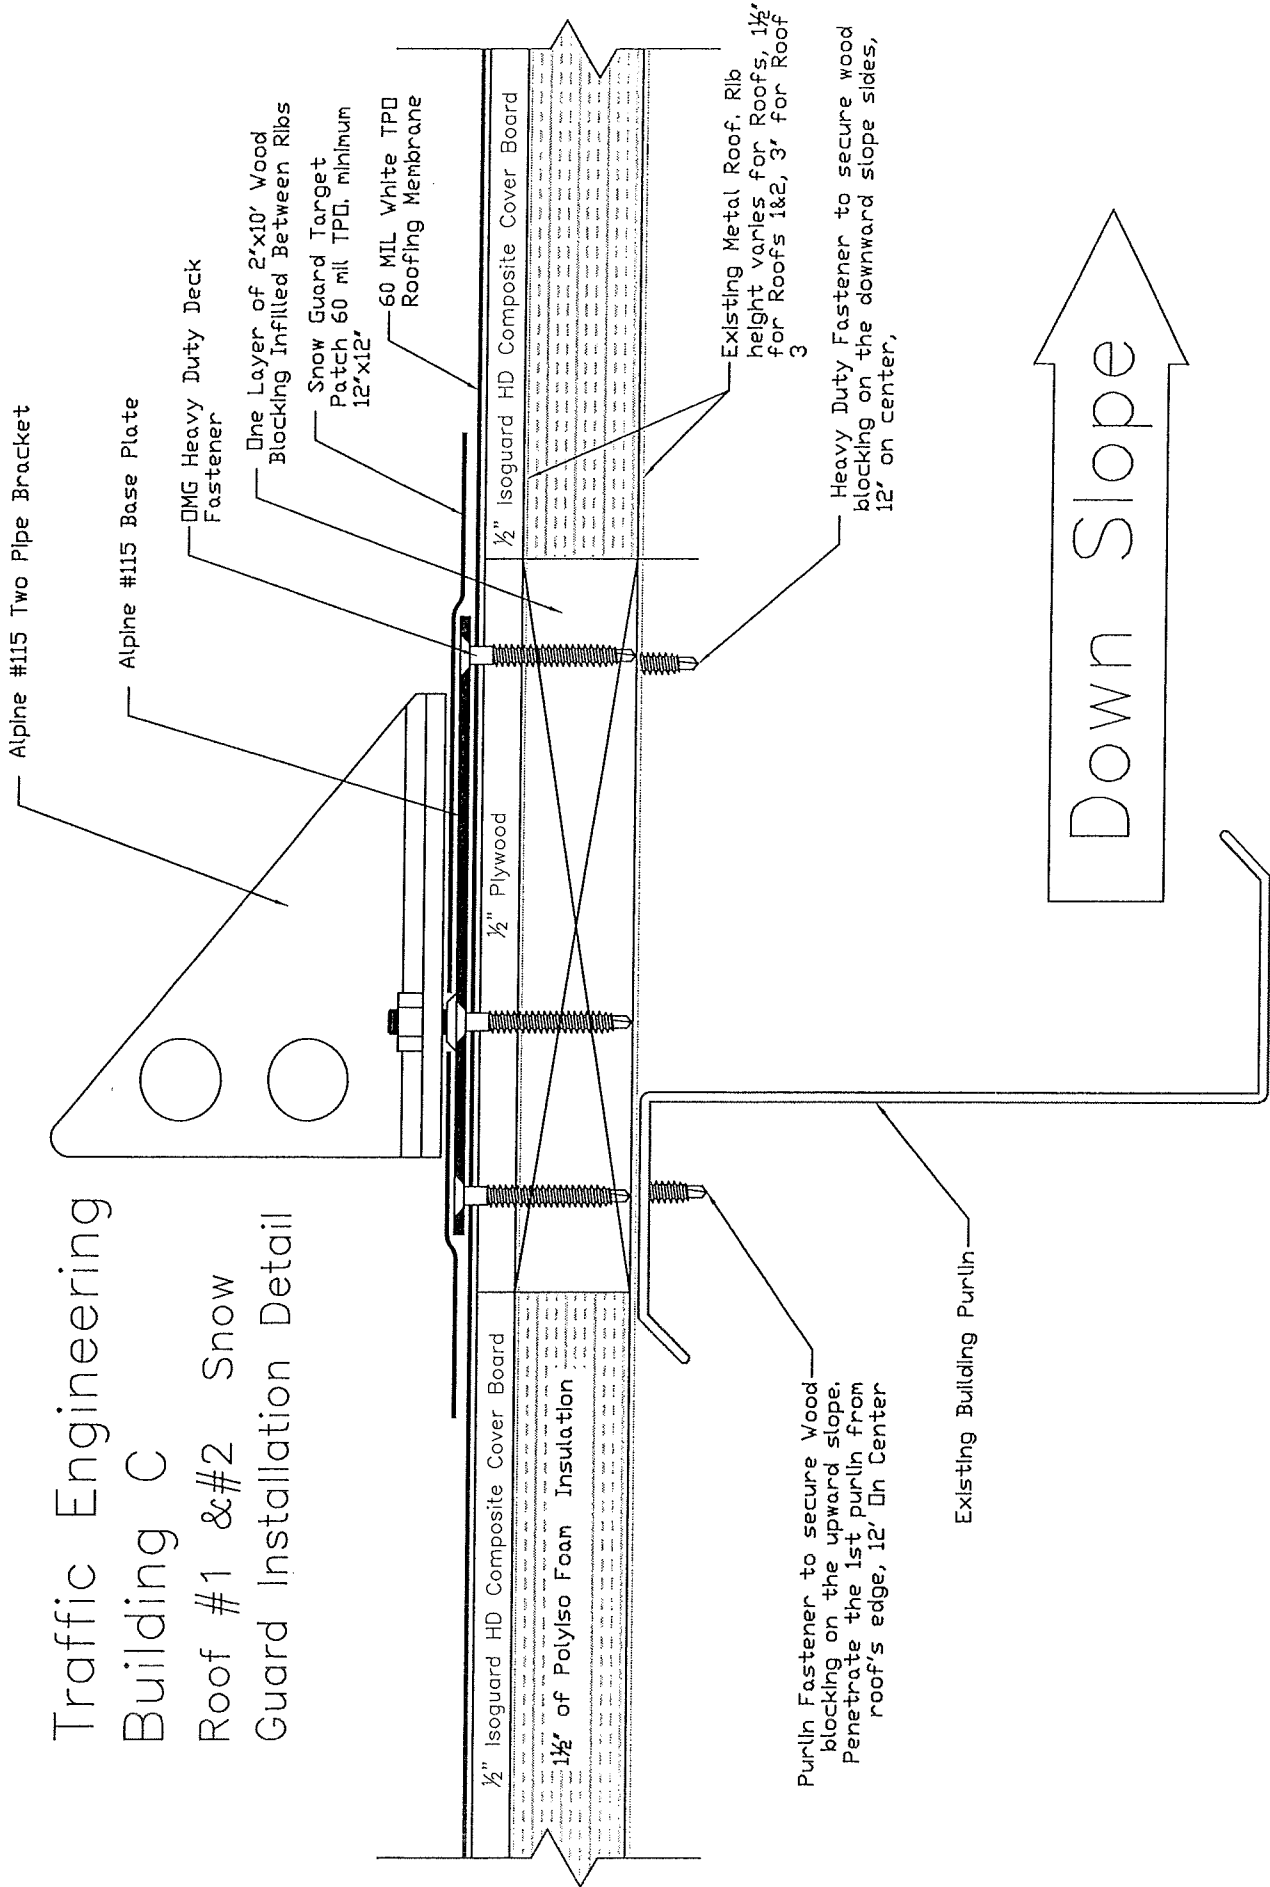 Traffic Engineering
Building C
Roof #1 &#2 Snow
Guard Installation Detail
Alpine #115 Two Pipe Bracket
Alpine #115 Base Plate
OMG Heavy Duty Deck
Fastener
One Layer of 2"x10' Wood
Blocking Infilled Between Ribs
Snow Guard Target
Patch 60 mil TPO. minimum
12"x12"
60 MIL White TPO
Roofing Membrane
½" Isoguard HD Composite Cover Board
½" Plywood
½" Isoguard HD Composite Cover Board
1½" of PolyIso Foam Insulation
Existing Metal Roof. Rib
height varies for Roofs, 1½"
for Roofs 1&2, 3" for Roof
3
Heavy Duty Fastener to secure wood
blocking on the downward slope sides,
12" on center,
Purlin Fastener to secure Wood
blocking on the upward slope.
Penetrate the 1st purlin from
roof's edge, 12' On Center
Existing Building Purlin
Down Slope